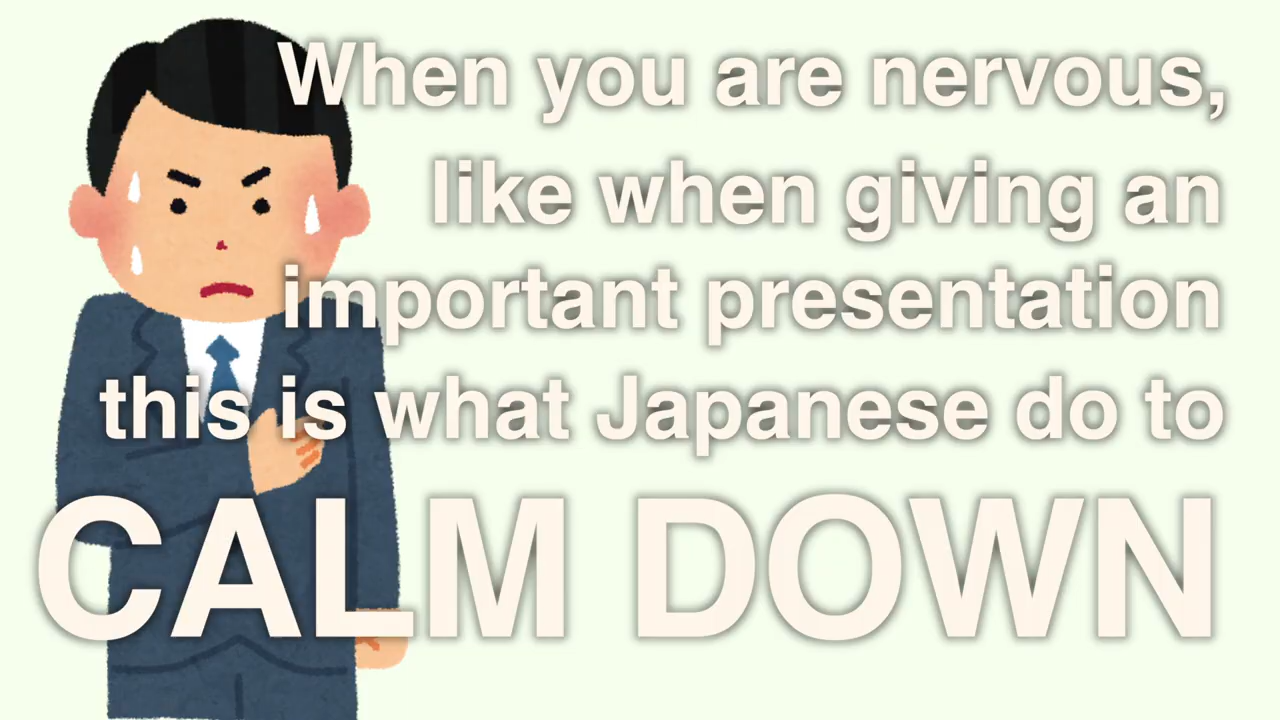 When you are nervous,
like when giving an
important presentation
this is what Japanese do to
CALM DOWN